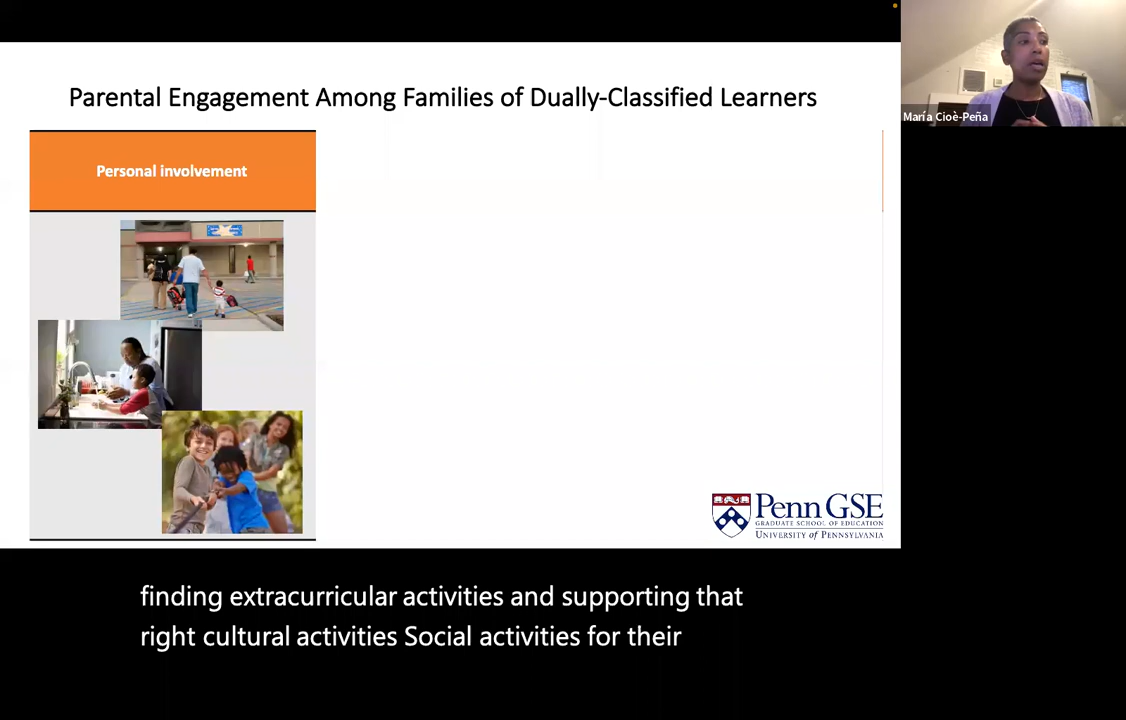 María Cioè-Peña
Parental Engagement Among Families of Dually-Classified Learners
Personal involvement
Penn GSE
GRADUATE SCHOOL OF EDUCATION
UNIVERSITY of PENNSYLVANIA
finding extracurricular activities and supporting that
right cultural activities Social activities for their